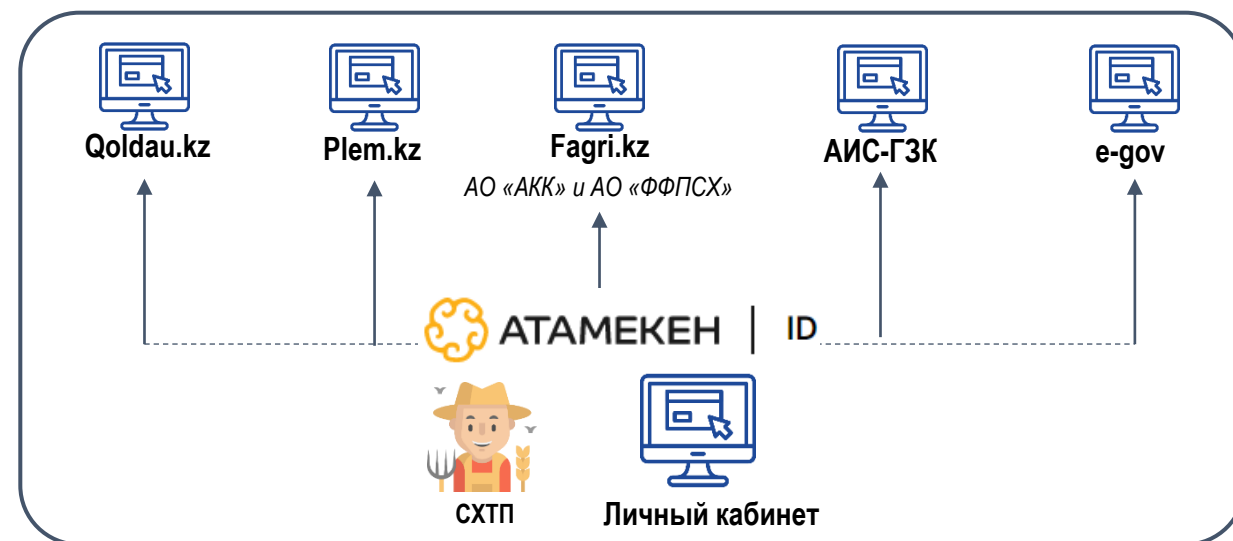 Qoldau.kz
Plem.kz
Fagri.kz
АО «АКК» и АО «ФФПСХ»
АИС-ГЗК
e-gov
АТАМЕКЕН | ID
СХТП
Личный кабинет